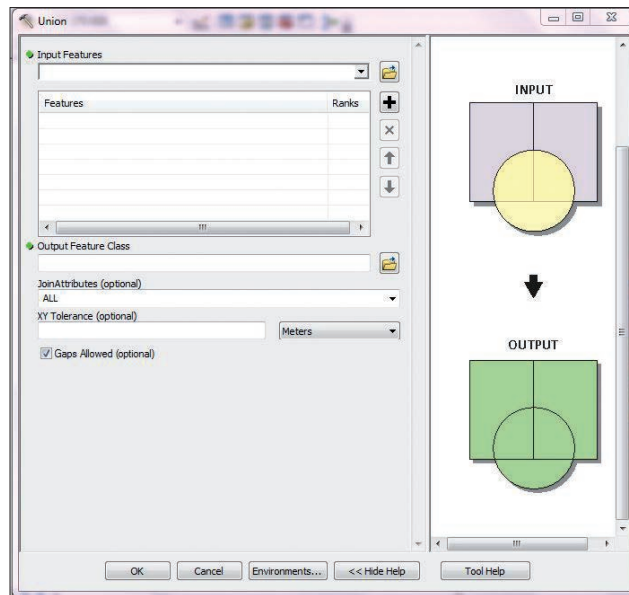 Union
Input Features
Features Ranks
Output Feature Class
JoinAttributes (optional)
ALL
XY Tolerance (optional)
Meters
Gaps Allowed (optional)
INPUT
OUTPUT
OK Cancel Environments... << Hide Help Tool Help